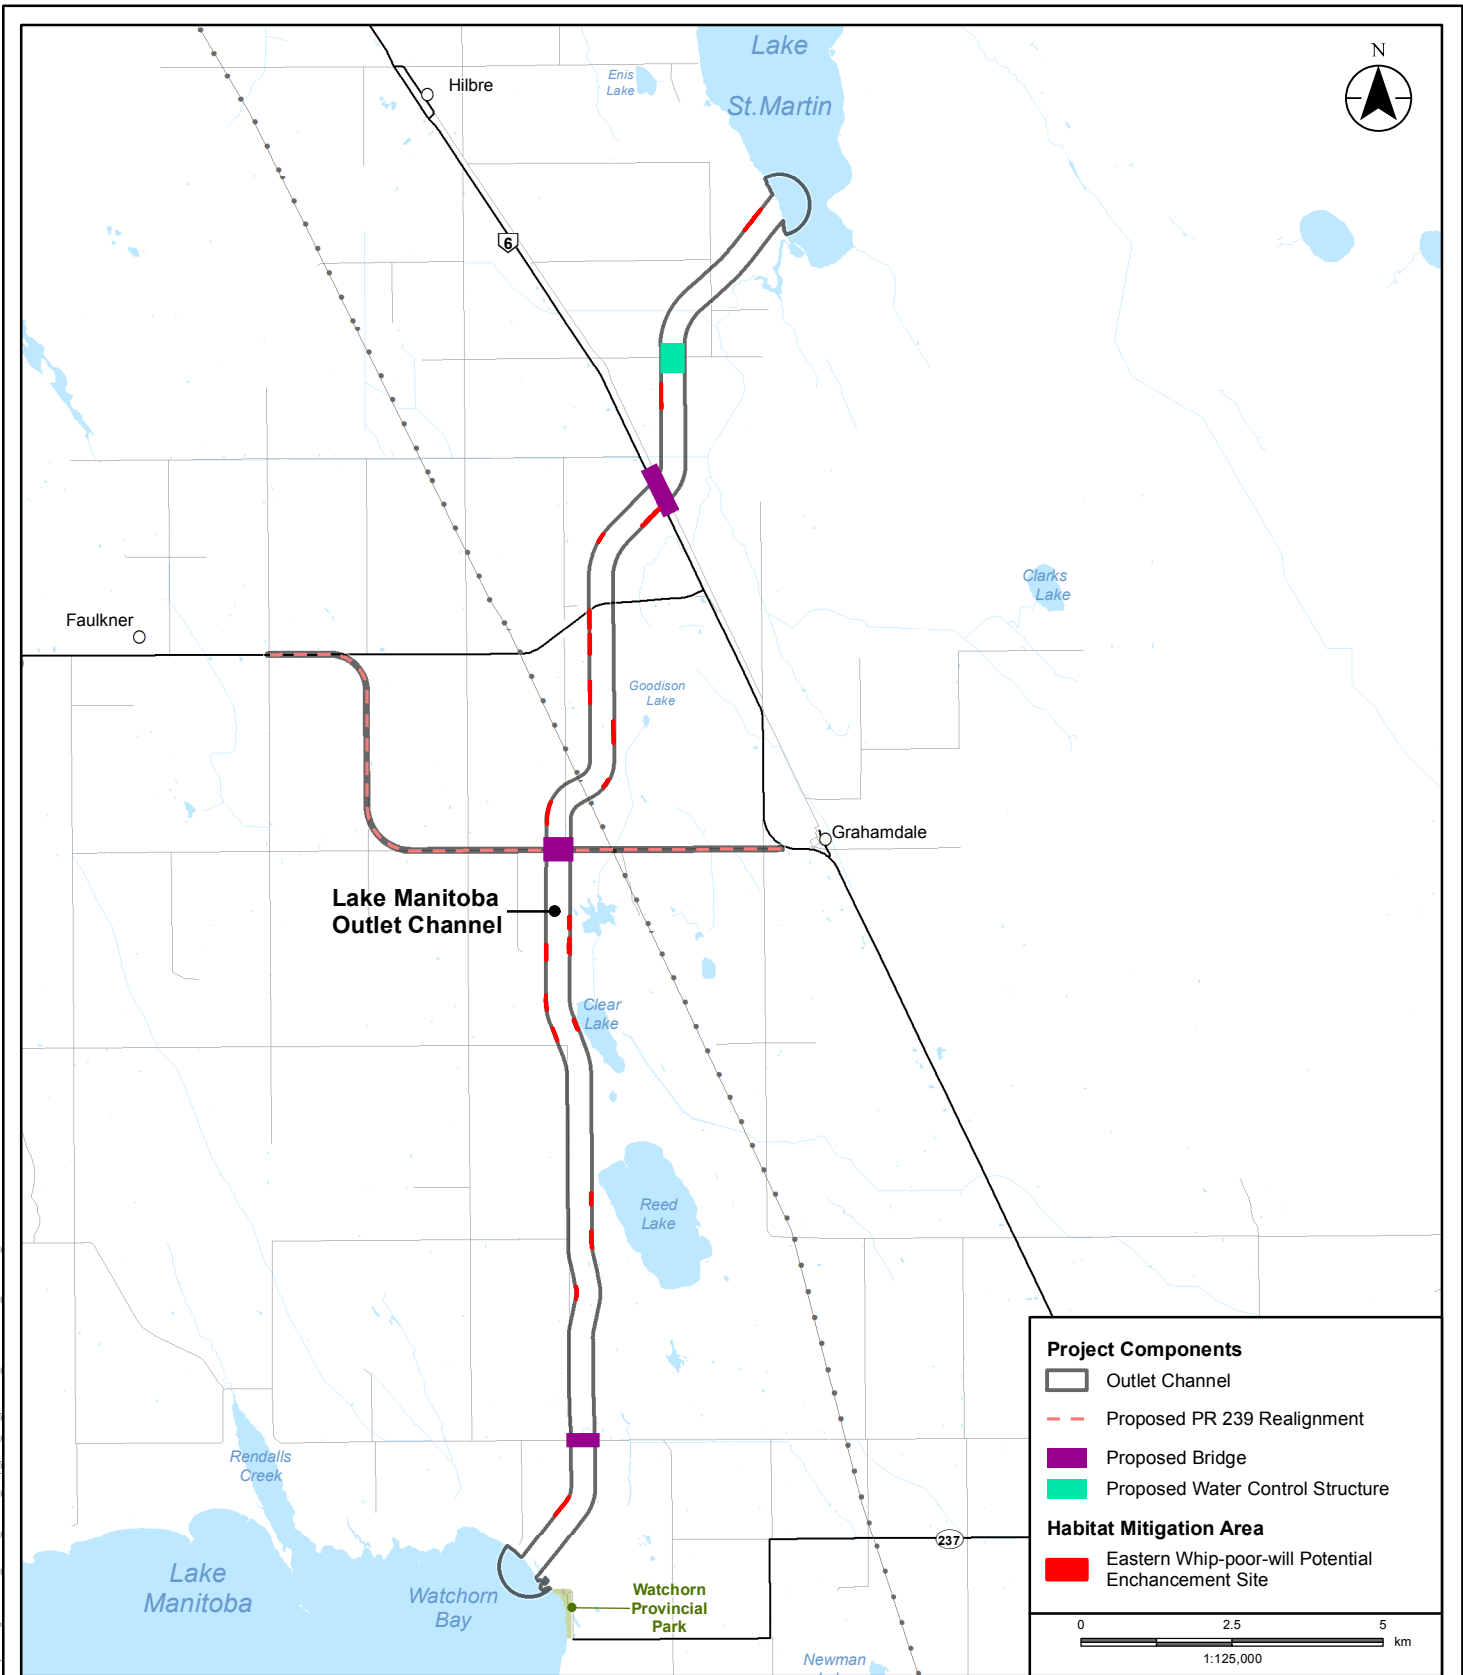 Lake
St.Martin
N
Enis
Lake
Hilbre
6
Clarks
Lake
Faulkner
Goodison
Lake
Grahamdale
Lake Manitoba
Outlet Channel
Clear
Lake
Reed
Lake
Rendalls
Creek
Lake
Manitoba
Watchorn
Bay
Watchorn
Provincial
Park
237
Newman
Project Components
Outlet Channel
Proposed PR 239 Realignment
Proposed Bridge
Proposed Water Control Structure
Habitat Mitigation Area
Eastern Whip-poor-will Potential
Enchancement Site
0 2.5 5
km
1:125,000